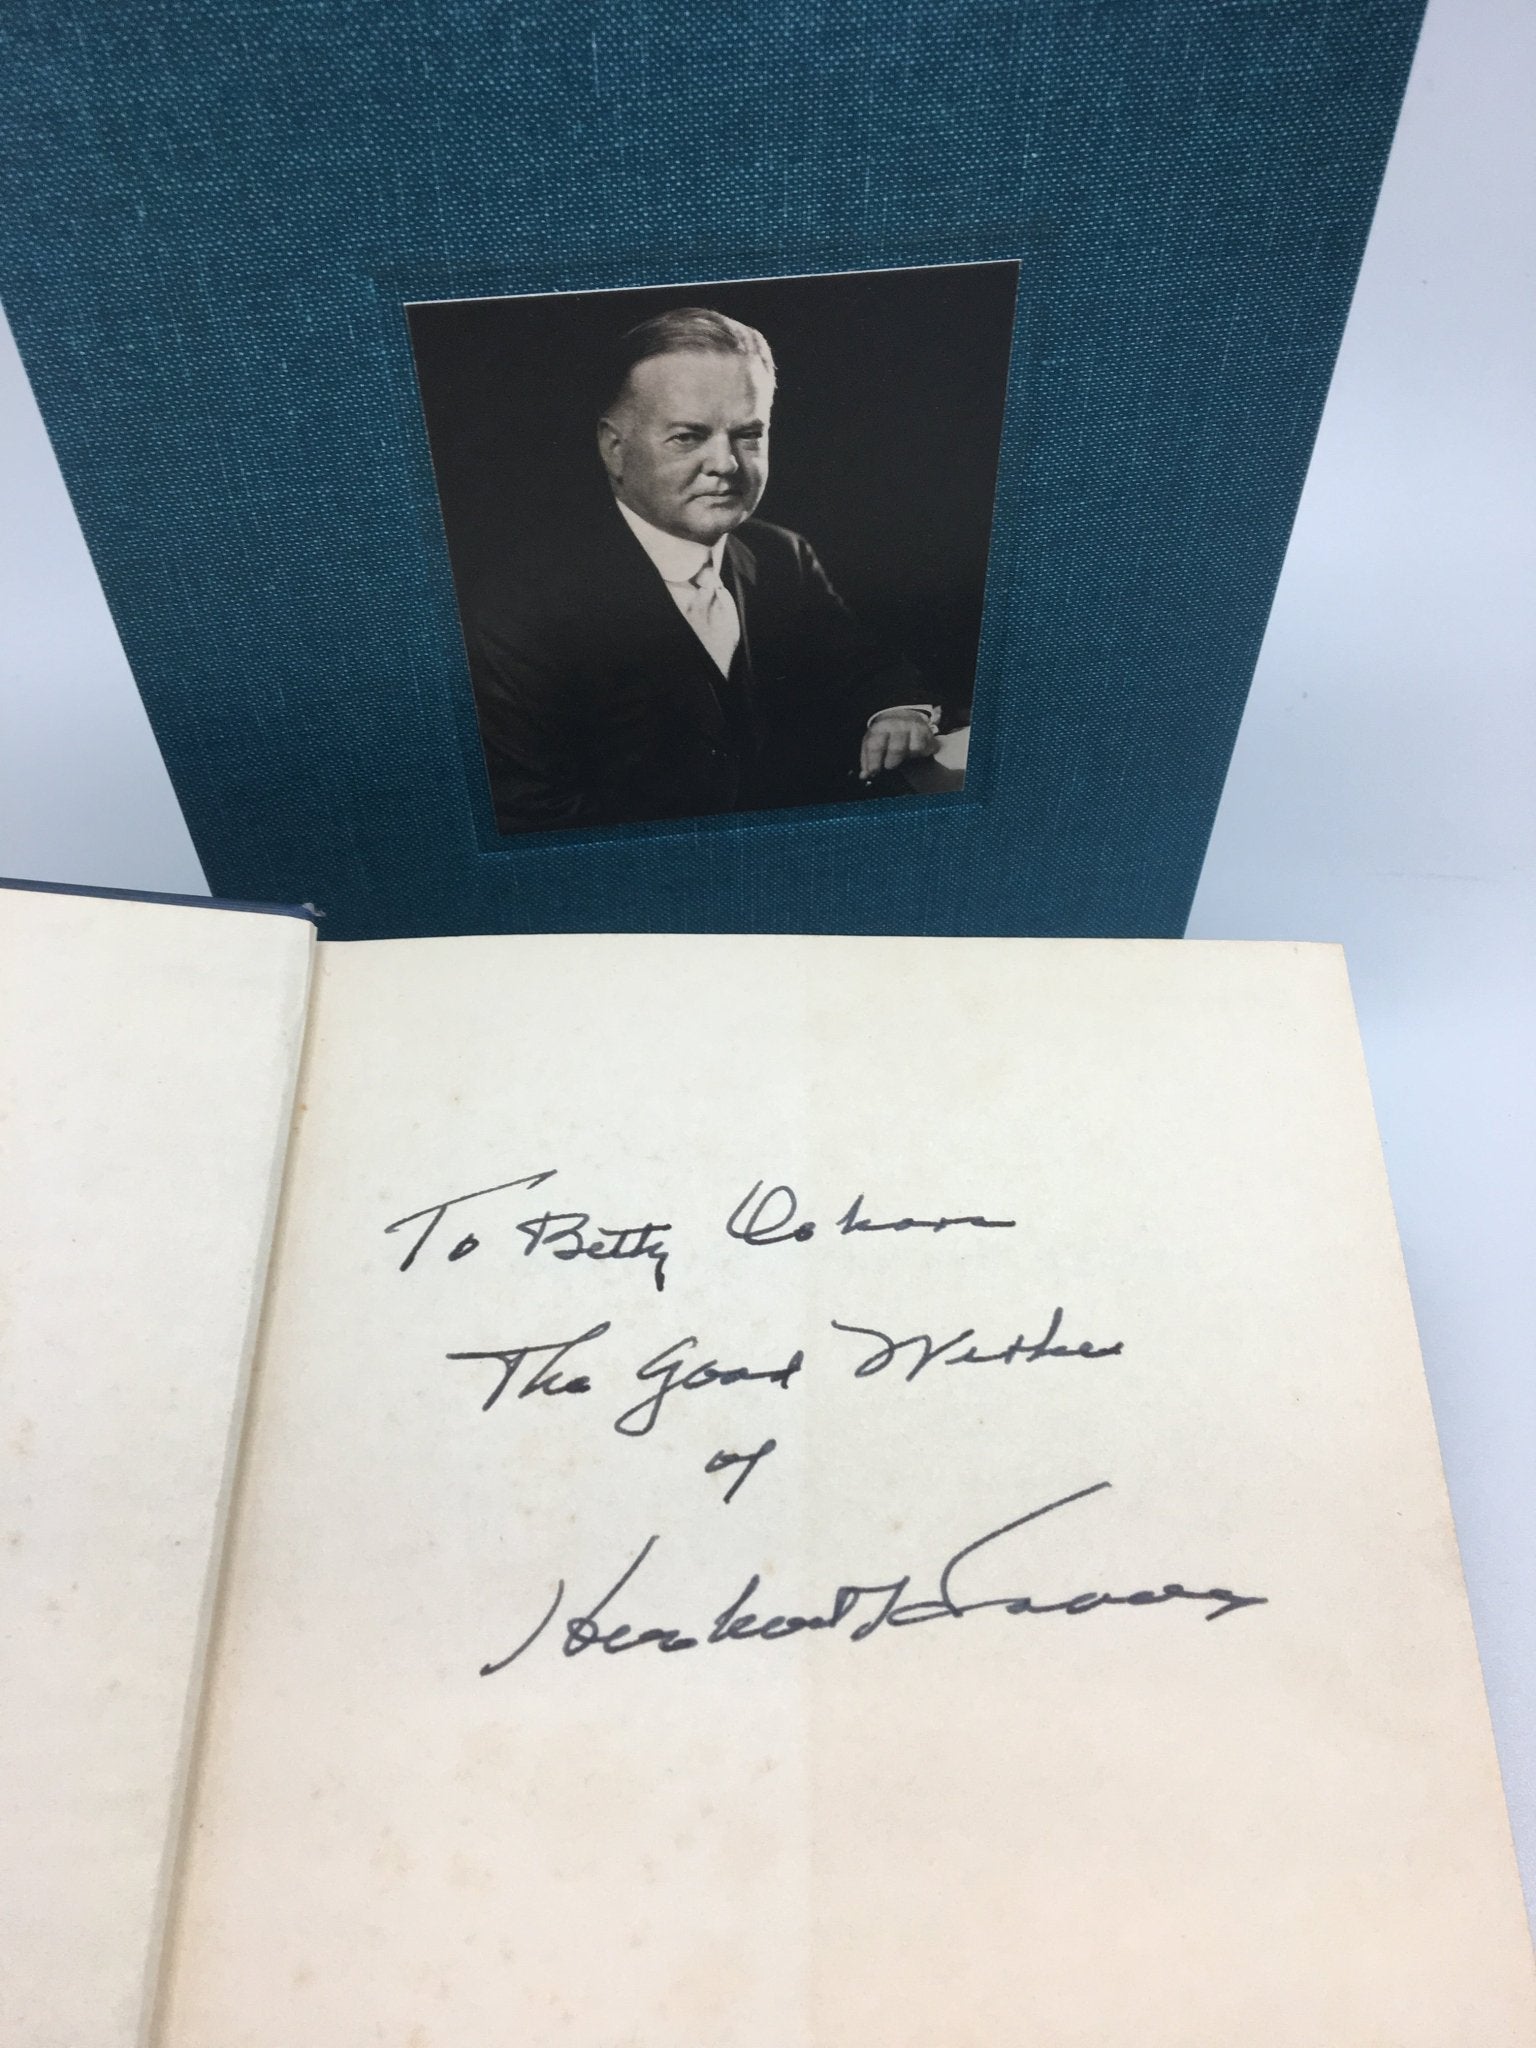 To Betty
The Good Wishes
of
Herbert Hoover